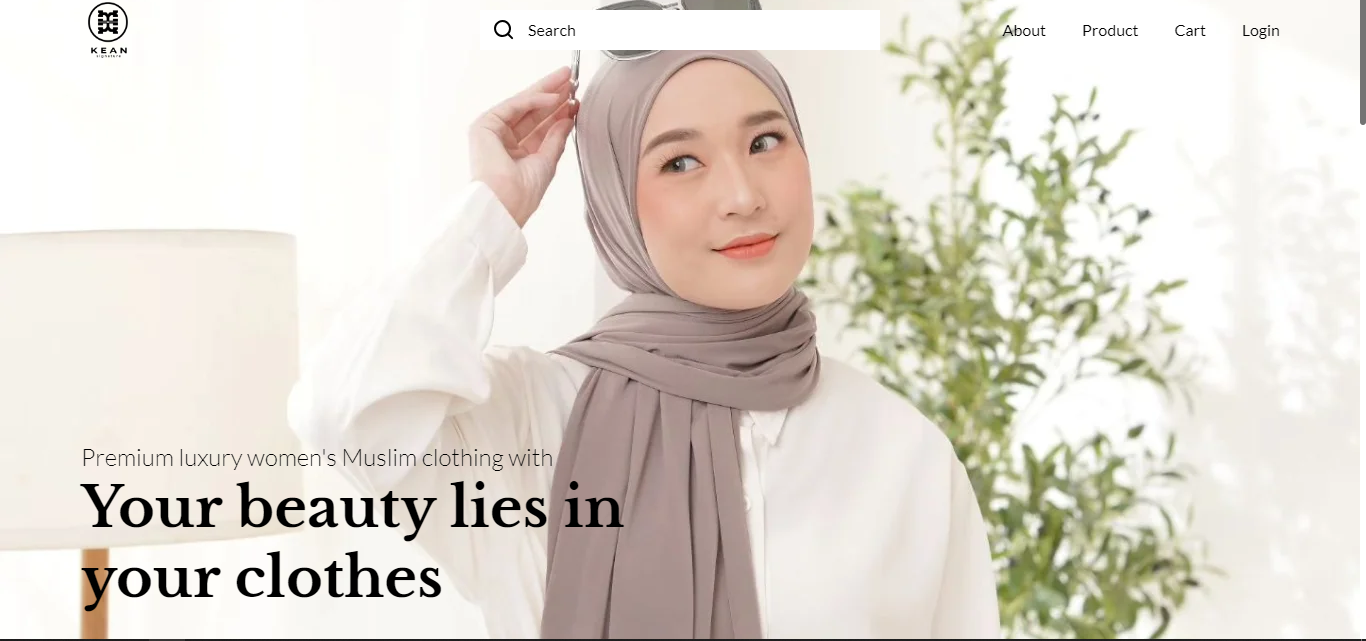 KEAN
signature
Search
About
Product
Cart
Login
Premium luxury women's Muslim clothing with
Your beauty lies in
your clothes